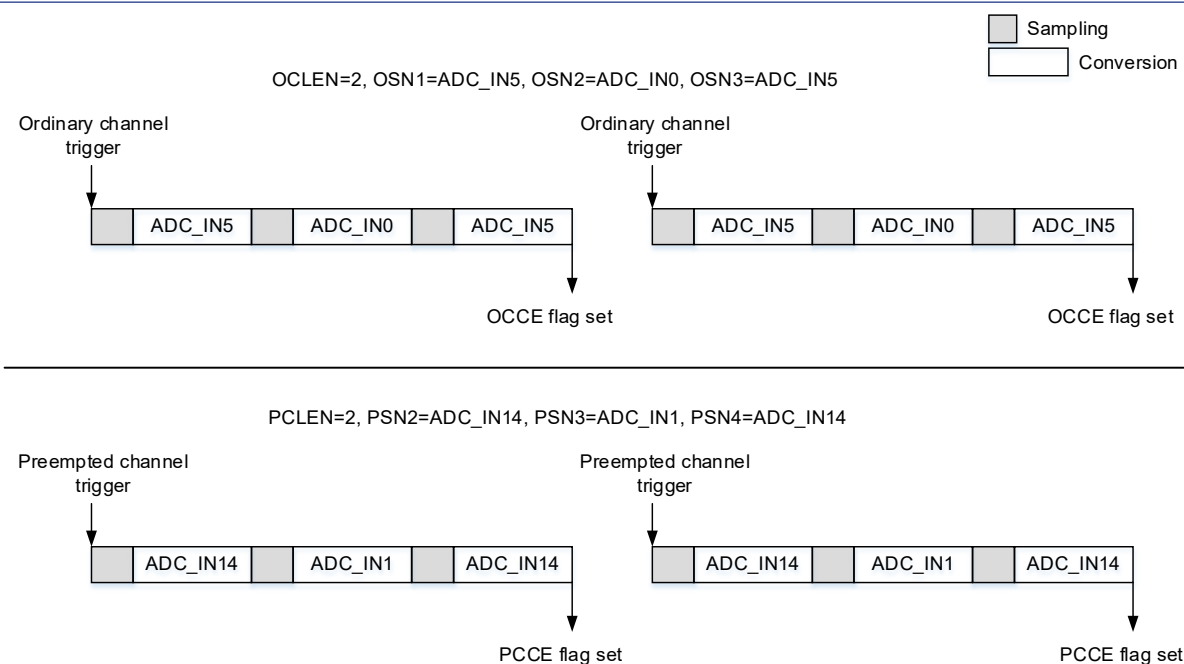 Sampling
Conversion
OCLEN=2, OSN1=ADC_IN5, OSN2=ADC_IN0, OSN3=ADC_IN5
Ordinary channel
trigger
Ordinary channel
trigger
ADC_IN5 ADC_IN0 ADC_IN5 ADC_IN5 ADC_IN0 ADC_IN5
OCCE flag set OCCE flag set
PCLEN=2, PSN2=ADC_IN14, PSN3=ADC_IN1, PSN4=ADC_IN14
Preempted channel
trigger
Preempted channel
trigger
ADC_IN14 ADC_IN1 ADC_IN14 ADC_IN14 ADC_IN1 ADC_IN14
PCCE flag set PCCE flag set